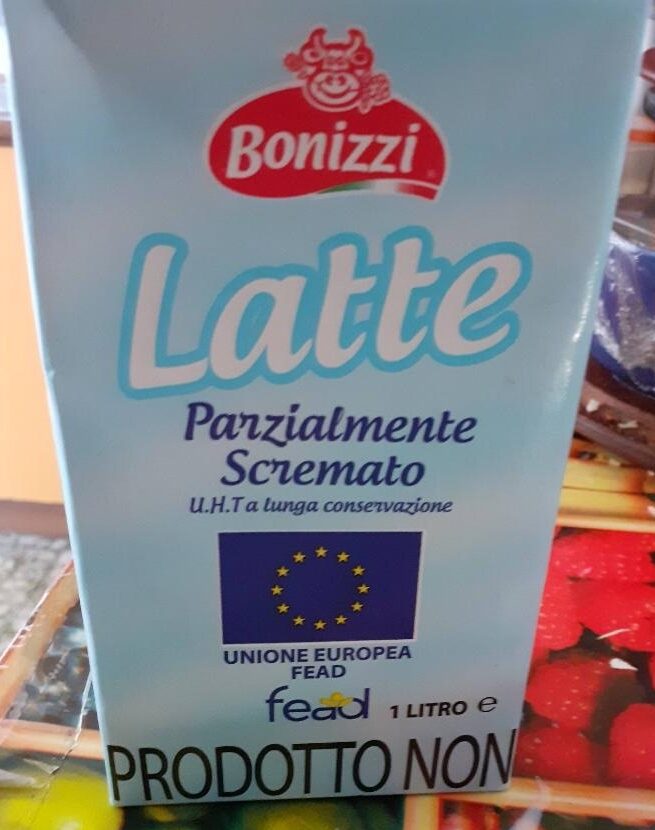 Bonizzi
Latte
Parzialmente
Scremato
U.H.T a lunga conservazione
UNIONE EUROPEA
FEAD
fead 1 LITRO e
PRODOTTO NON